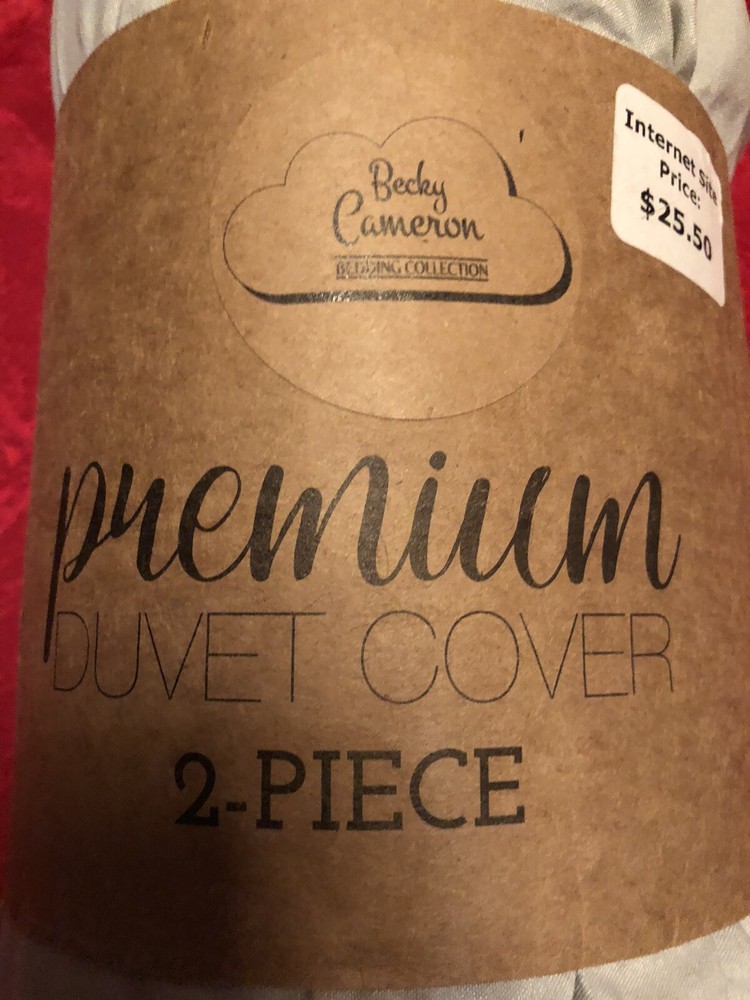 Becky
Cameron
BEDDING COLLECTION
Internet Site
Price:
$25.50
premium
DUVET COVER
2-PIECE